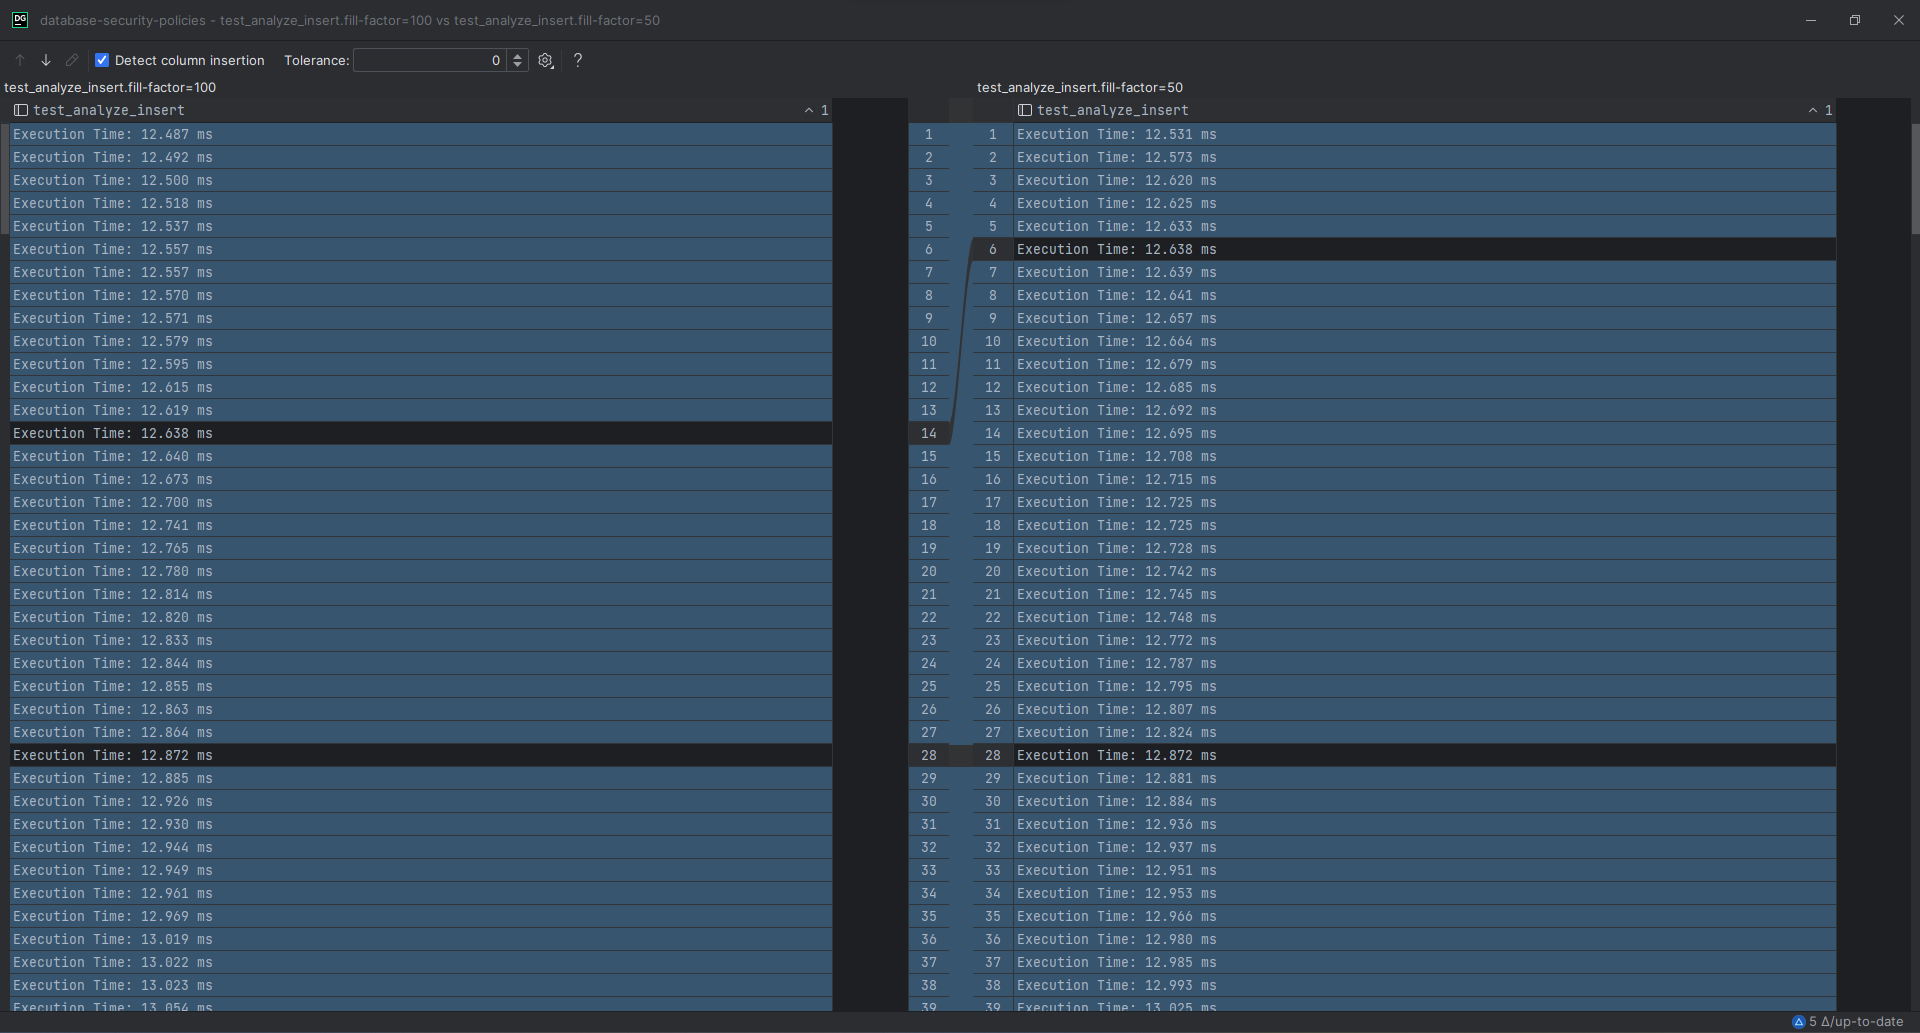 DG database-security-policies - test_analyze_insert.fill-factor=100 vs test_analyze_insert.fill-factor=50
Detect column insertion Tolerance: 0 ?
test_analyze_insert.fill-factor=100 test_analyze_insert.fill-factor=50
test_analyze_insert 1 test_analyze_insert 1
Execution Time: 12.487 ms 1 1 Execution Time: 12.531 ms
Execution Time: 12.492 ms 2 2 Execution Time: 12.573 ms
Execution Time: 12.500 ms 3 3 Execution Time: 12.620 ms
Execution Time: 12.518 ms 4 4 Execution Time: 12.625 ms
Execution Time: 12.537 ms 5 5 Execution Time: 12.633 ms
Execution Time: 12.557 ms 6 6 Execution Time: 12.638 ms
Execution Time: 12.557 ms 7 7 Execution Time: 12.639 ms
Execution Time: 12.570 ms 8 8 Execution Time: 12.641 ms
Execution Time: 12.571 ms 9 9 Execution Time: 12.657 ms
Execution Time: 12.579 ms 10 10 Execution Time: 12.664 ms
Execution Time: 12.595 ms 11 11 Execution Time: 12.679 ms
Execution Time: 12.615 ms 12 12 Execution Time: 12.685 ms
Execution Time: 12.619 ms 13 13 Execution Time: 12.692 ms
Execution Time: 12.638 ms 14 14 Execution Time: 12.695 ms
Execution Time: 12.640 ms 15 15 Execution Time: 12.708 ms
Execution Time: 12.673 ms 16 16 Execution Time: 12.715 ms
Execution Time: 12.700 ms 17 17 Execution Time: 12.725 ms
Execution Time: 12.741 ms 18 18 Execution Time: 12.725 ms
Execution Time: 12.765 ms 19 19 Execution Time: 12.728 ms
Execution Time: 12.780 ms 20 20 Execution Time: 12.742 ms
Execution Time: 12.814 ms 21 21 Execution Time: 12.745 ms
Execution Time: 12.820 ms 22 22 Execution Time: 12.748 ms
Execution Time: 12.833 ms 23 23 Execution Time: 12.772 ms
Execution Time: 12.844 ms 24 24 Execution Time: 12.787 ms
Execution Time: 12.855 ms 25 25 Execution Time: 12.795 ms
Execution Time: 12.863 ms 26 26 Execution Time: 12.807 ms
Execution Time: 12.864 ms 27 27 Execution Time: 12.824 ms
Execution Time: 12.872 ms 28 28 Execution Time: 12.872 ms
Execution Time: 12.885 ms 29 29 Execution Time: 12.881 ms
Execution Time: 12.926 ms 30 30 Execution Time: 12.884 ms
Execution Time: 12.930 ms 31 31 Execution Time: 12.936 ms
Execution Time: 12.944 ms 32 32 Execution Time: 12.937 ms
Execution Time: 12.949 ms 33 33 Execution Time: 12.951 ms
Execution Time: 12.961 ms 34 34 Execution Time: 12.953 ms
Execution Time: 12.969 ms 35 35 Execution Time: 12.966 ms
Execution Time: 13.019 ms 36 36 Execution Time: 12.980 ms
Execution Time: 13.022 ms 37 37 Execution Time: 12.985 ms
Execution Time: 13.023 ms 38 38 Execution Time: 12.993 ms
Execution Time: 13.054 ms 39 39 Execution Time: 13.025 ms
5 Δ/up-to-date